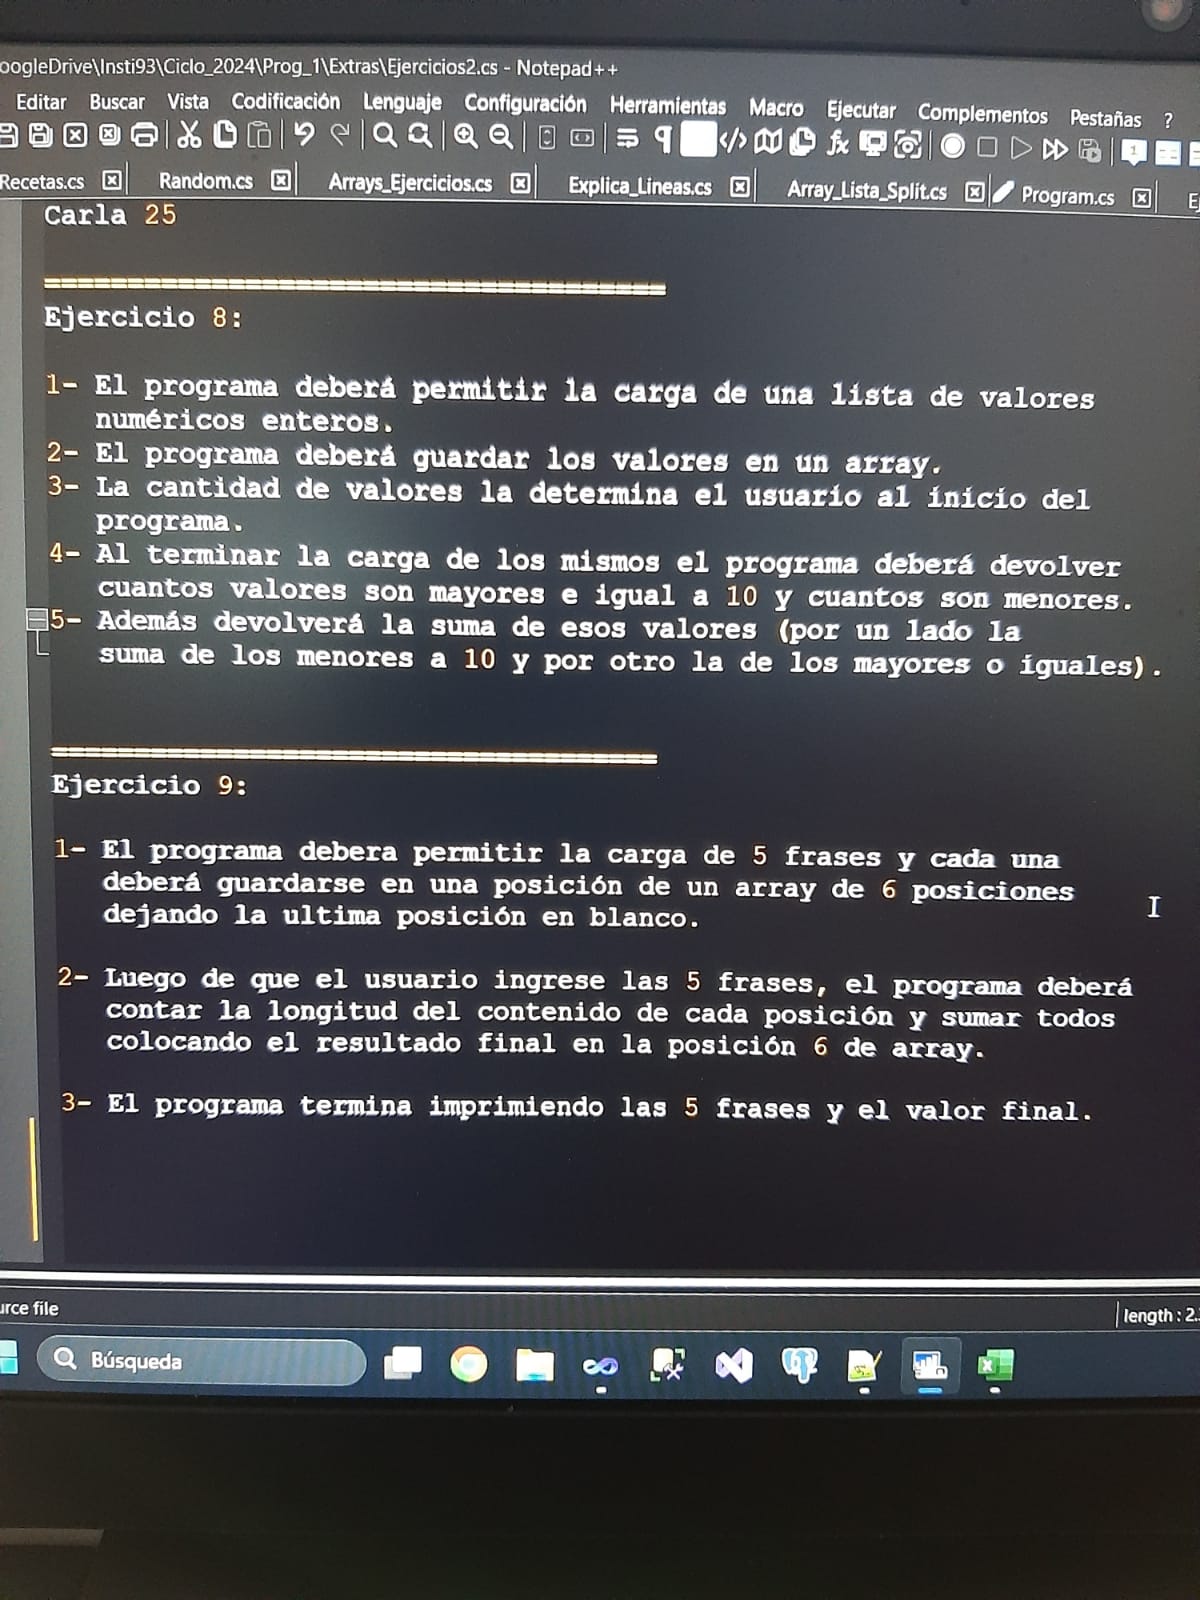 oogleDrive\Insti93\Ciclo_2024\Prog_1\Extras\Ejercicios2.cs - Notepad++
Editar Buscar Vista Codificación Lenguaje Configuración Herramientas Macro Ejecutar Complementos Pestañas ?
Recetas.cs Random.cs Arrays_Ejercicios.cs Explica_Lineas.cs Array_Lista_Split.cs Program.cs
Carla 25
==========================================
Ejercicio 8:
1- El programa deberá permitir la carga de una lista de valores
numéricos enteros.
2- El programa deberá guardar los valores en un array.
3- La cantidad de valores la determina el usuario al inicio del
programa.
4- Al terminar la carga de los mismos el programa deberá devolver
cuantos valores son mayores e igual a 10 y cuantos son menores.
5- Además devolverá la suma de esos valores (por un lado la
suma de los menores a 10 y por otro la de los mayores o iguales).
==========================================
Ejercicio 9:
1- El programa debera permitir la carga de 5 frases y cada una
deberá guardarse en una posición de un array de 6 posiciones
dejando la ultima posición en blanco.
2- Luego de que el usuario ingrese las 5 frases, el programa deberá
contar la longitud del contenido de cada posición y sumar todos
colocando el resultado final en la posición 6 de array.
3- El programa termina imprimiendo las 5 frases y el valor final.
urce file length : 2.
Búsqueda